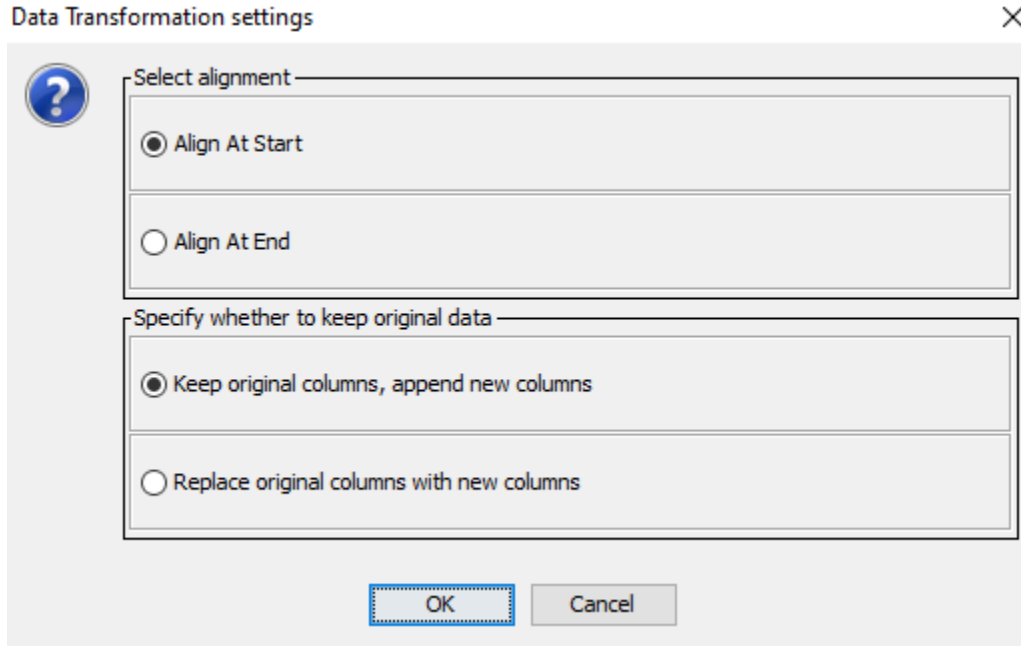 Data Transformation settings
Select alignment
Align At Start
Align At End
Specify whether to keep original data
Keep original columns, append new columns
Replace original columns with new columns
OK Cancel